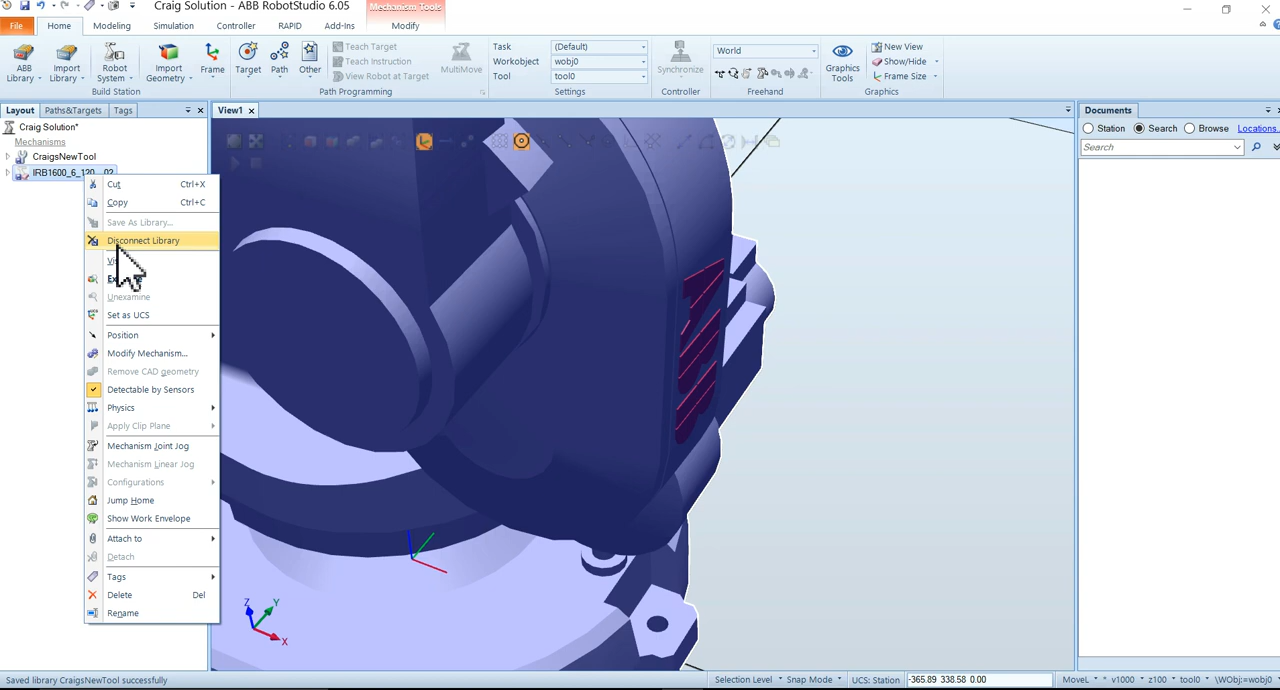 Craig Solution - ABB RobotStudio 6.05
Mechanism Tools
File Home Modeling Simulation Controller RAPID Add-Ins Modify
ABB Library
Import Library
Robot System
Import Geometry
Frame
Build Station
Target
Path
Other
Teach Target
Teach Instruction
View Robot at Target
MultiMove
Path Programming
Task (Default)
Workobject wobj0
Tool tool0
Settings
Synchronize
Controller
World
Freehand
Graphics Tools
New View
Show/Hide
Frame Size
Graphics
Layout Paths&Targets Tags
View1
Documents
Craig Solution*
Mechanisms
CraigsNewTool
IRB1600_6_120__02
Station Search Browse Locations..
Search
Cut Ctrl+X
Copy Ctrl+C
Save As Library...
Disconnect Library
Unexamine
Set as UCS
Position
Modify Mechanism...
Remove CAD geometry
Detectable by Sensors
Physics
Apply Clip Plane
Mechanism Joint Jog
Mechanism Linear Jog
Configurations
Jump Home
Show Work Envelope
Attach to
Detach
Tags
Delete Del
Rename
Z
Y
X
Saved library CraigsNewTool successfully
Selection Level Snap Mode UCS: Station -365.89 338.58 0.00 MoveL * v1000 z100 tool0 \WObj:=wobj0